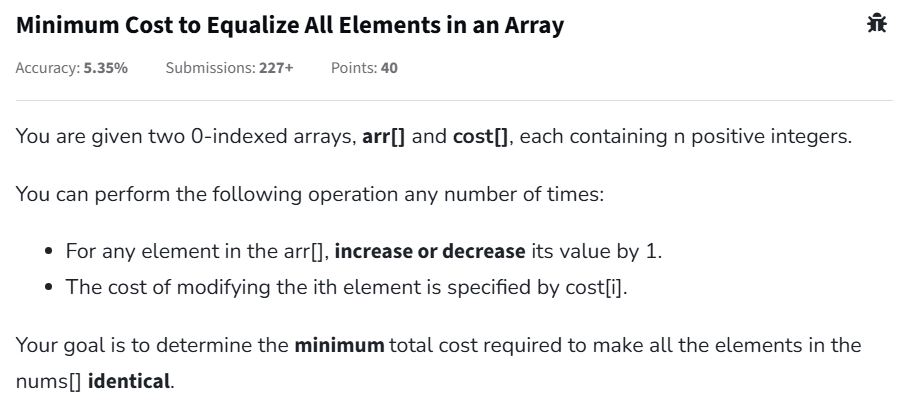 Minimum Cost to Equalize All Elements in an Array
Accuracy: 5.35% Submissions: 227+ Points: 40
You are given two 0-indexed arrays, arr[] and cost[], each containing n positive integers.
You can perform the following operation any number of times:
• For any element in the arr[], increase or decrease its value by 1.
• The cost of modifying the ith element is specified by cost[i].
Your goal is to determine the minimum total cost required to make all the elements in the
nums[] identical.